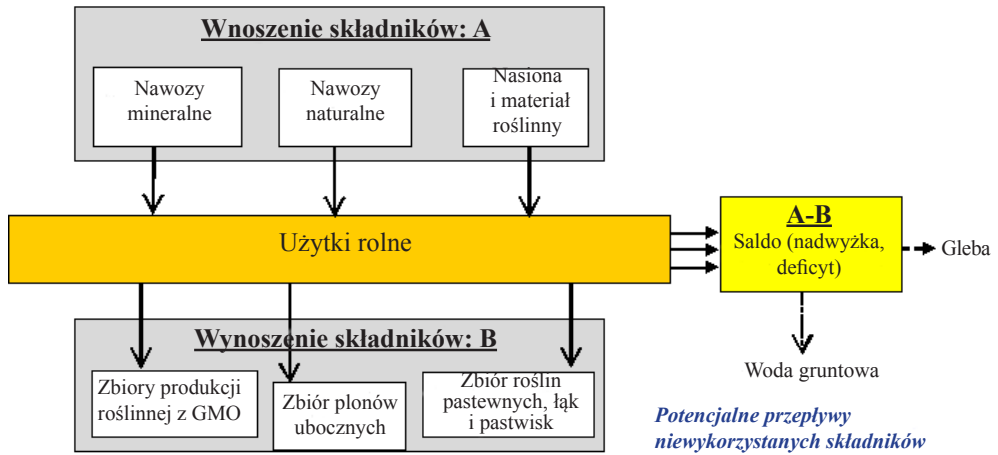 Wnoszenie składników: A
Nawozy
mineralne
Nawozy
naturalne
Nasiona
i materiał
roślinny
Użytki rolne
A-B
Saldo (nadwyżka,
deficyt)
Gleba
Woda gruntowa
Wynoszenie składników: B
Zbiory produkcji
roślinnej z GMO
Zbiór plonów
ubocznych
Zbiór roślin
pastewnych, łąk
i pastwisk
Potencjalne przepływy
niewykorzystanych składników